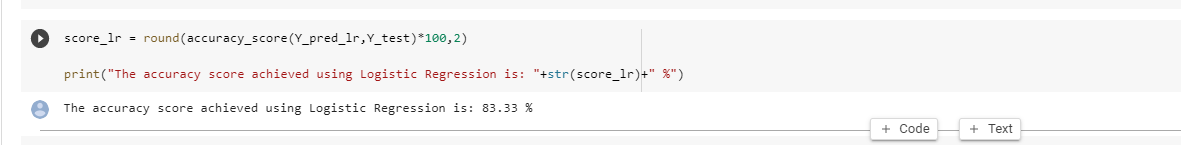 score_lr = round(accuracy_score(Y_pred_lr,Y_test)*100,2)
print("The accuracy score achieved using Logistic Regression is: "+str(score_lr)+" %")
The accuracy score achieved using Logistic Regression is: 83.33 %
+ Code + Text